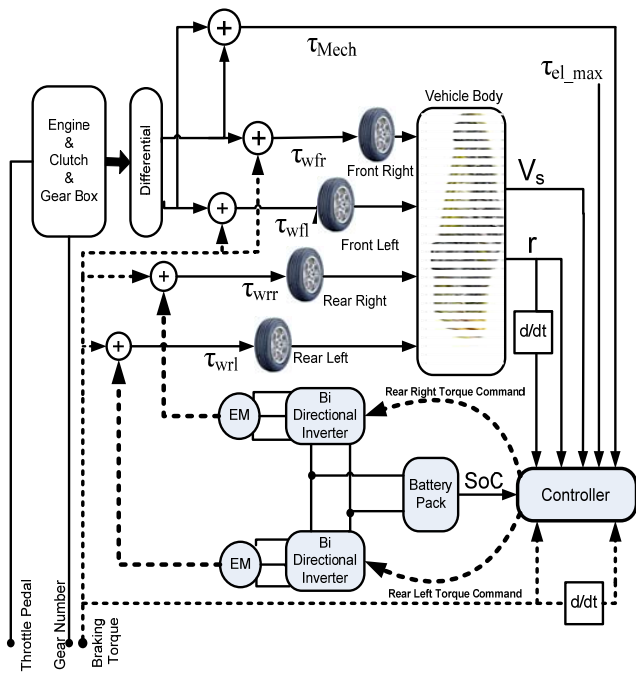 +
τMech
τel_max
Vehicle Body
Engine
&
Clutch
&
Gear Box
Differential
+
τwfr
Front Right
Vs
+
τwfl
Front Left
r
+
τwrr
Rear Right
d/dt
+
τwrl
Rear Left
Rear Right Torque Command
EM
Bi
Directional
Inverter
Battery
Pack
SoC
Controller
EM
Bi
Directional
Inverter
Rear Left Torque Command
d/dt
Throttle Pedal
Gear Number
Braking
Torque